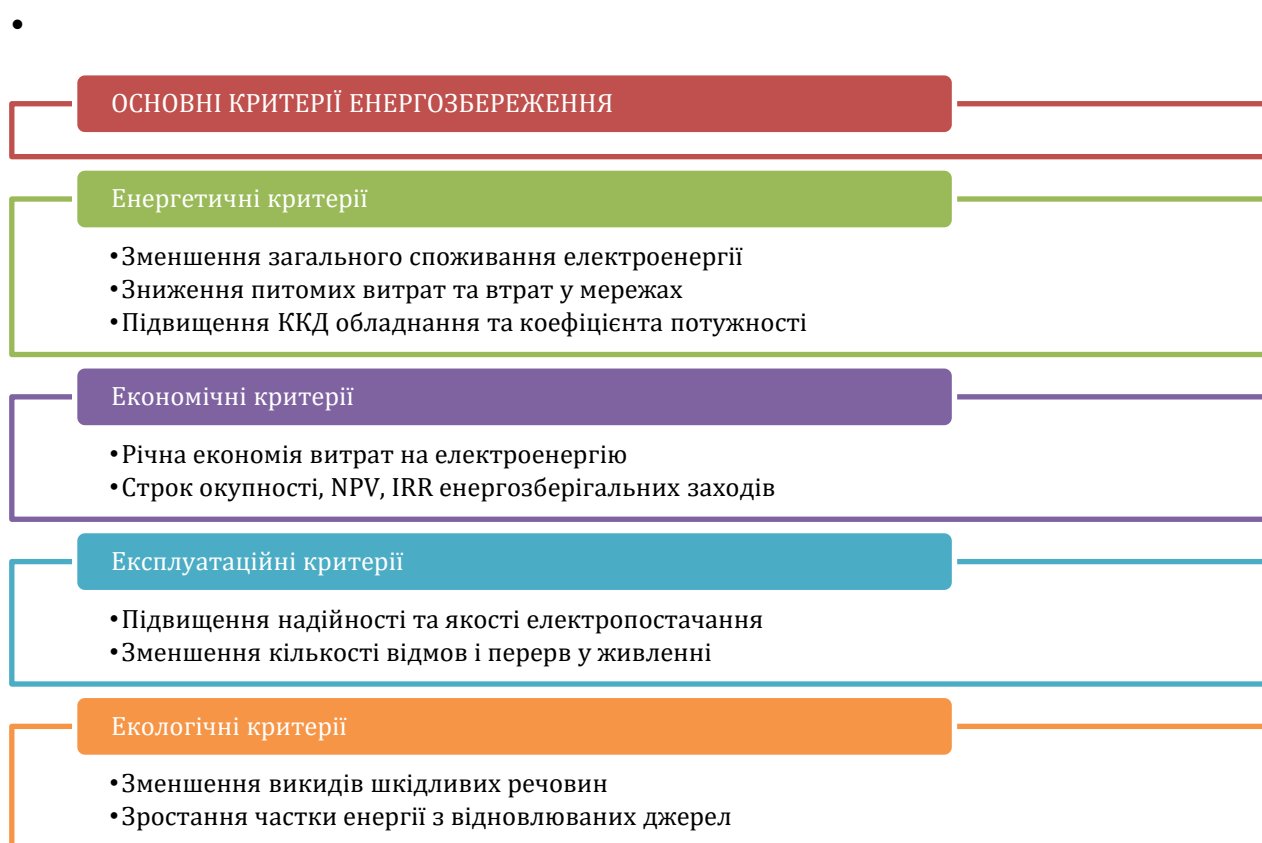 •
ОСНОВНІ КРИТЕРІЇ ЕНЕРГОЗБЕРЕЖЕННЯ
Енергетичні критерії
•Зменшення загального споживання електроенергії
•Зниження питомих витрат та втрат у мережах
•Підвищення ККД обладнання та коефіцієнта потужності
Економічні критерії
•Річна економія витрат на електроенергію
•Строк окупності, NPV, IRR енергозберігальних заходів
Експлуатаційні критерії
•Підвищення надійності та якості електропостачання
•Зменшення кількості відмов і перерв у живленні
Екологічні критерії
•Зменшення викидів шкідливих речовин
•Зростання частки енергії з відновлюваних джерел